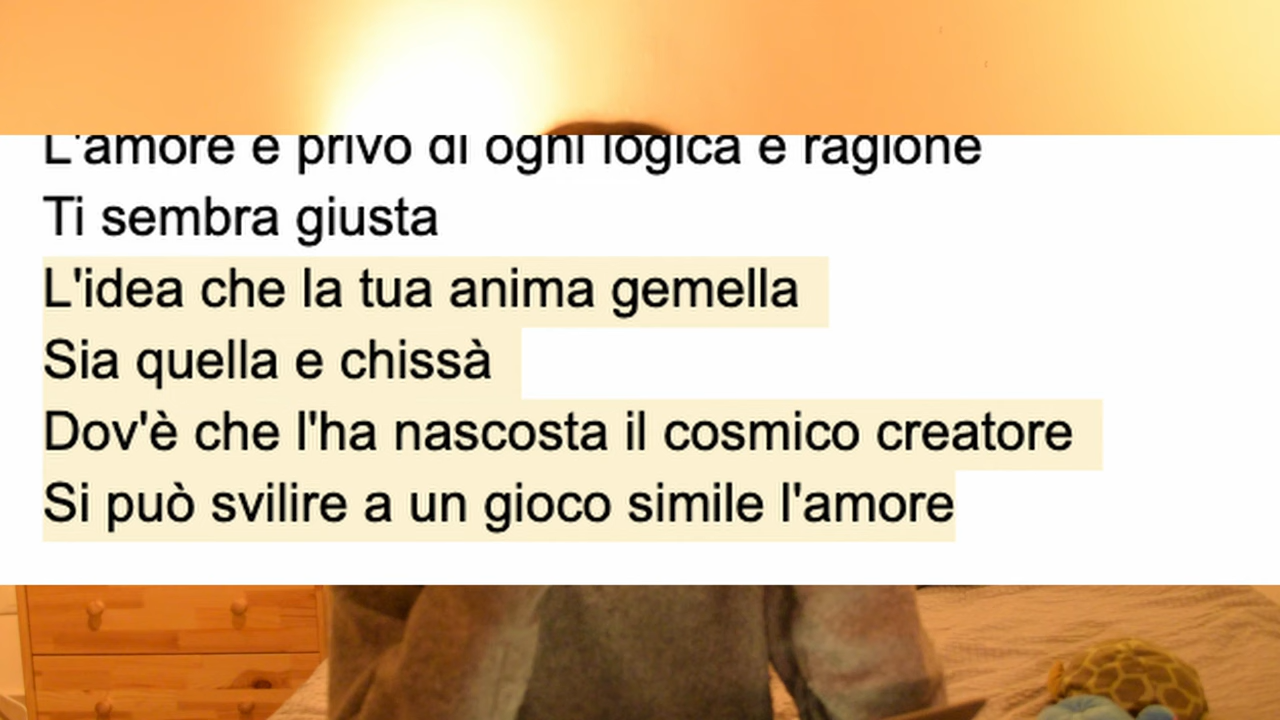 L'amore è privo di ogni logica e ragione
Ti sembra giusta
L'idea che la tua anima gemella
Sia quella e chissà
Dov'è che l'ha nascosta il cosmico creatore
Si può svilire a un gioco simile l'amore